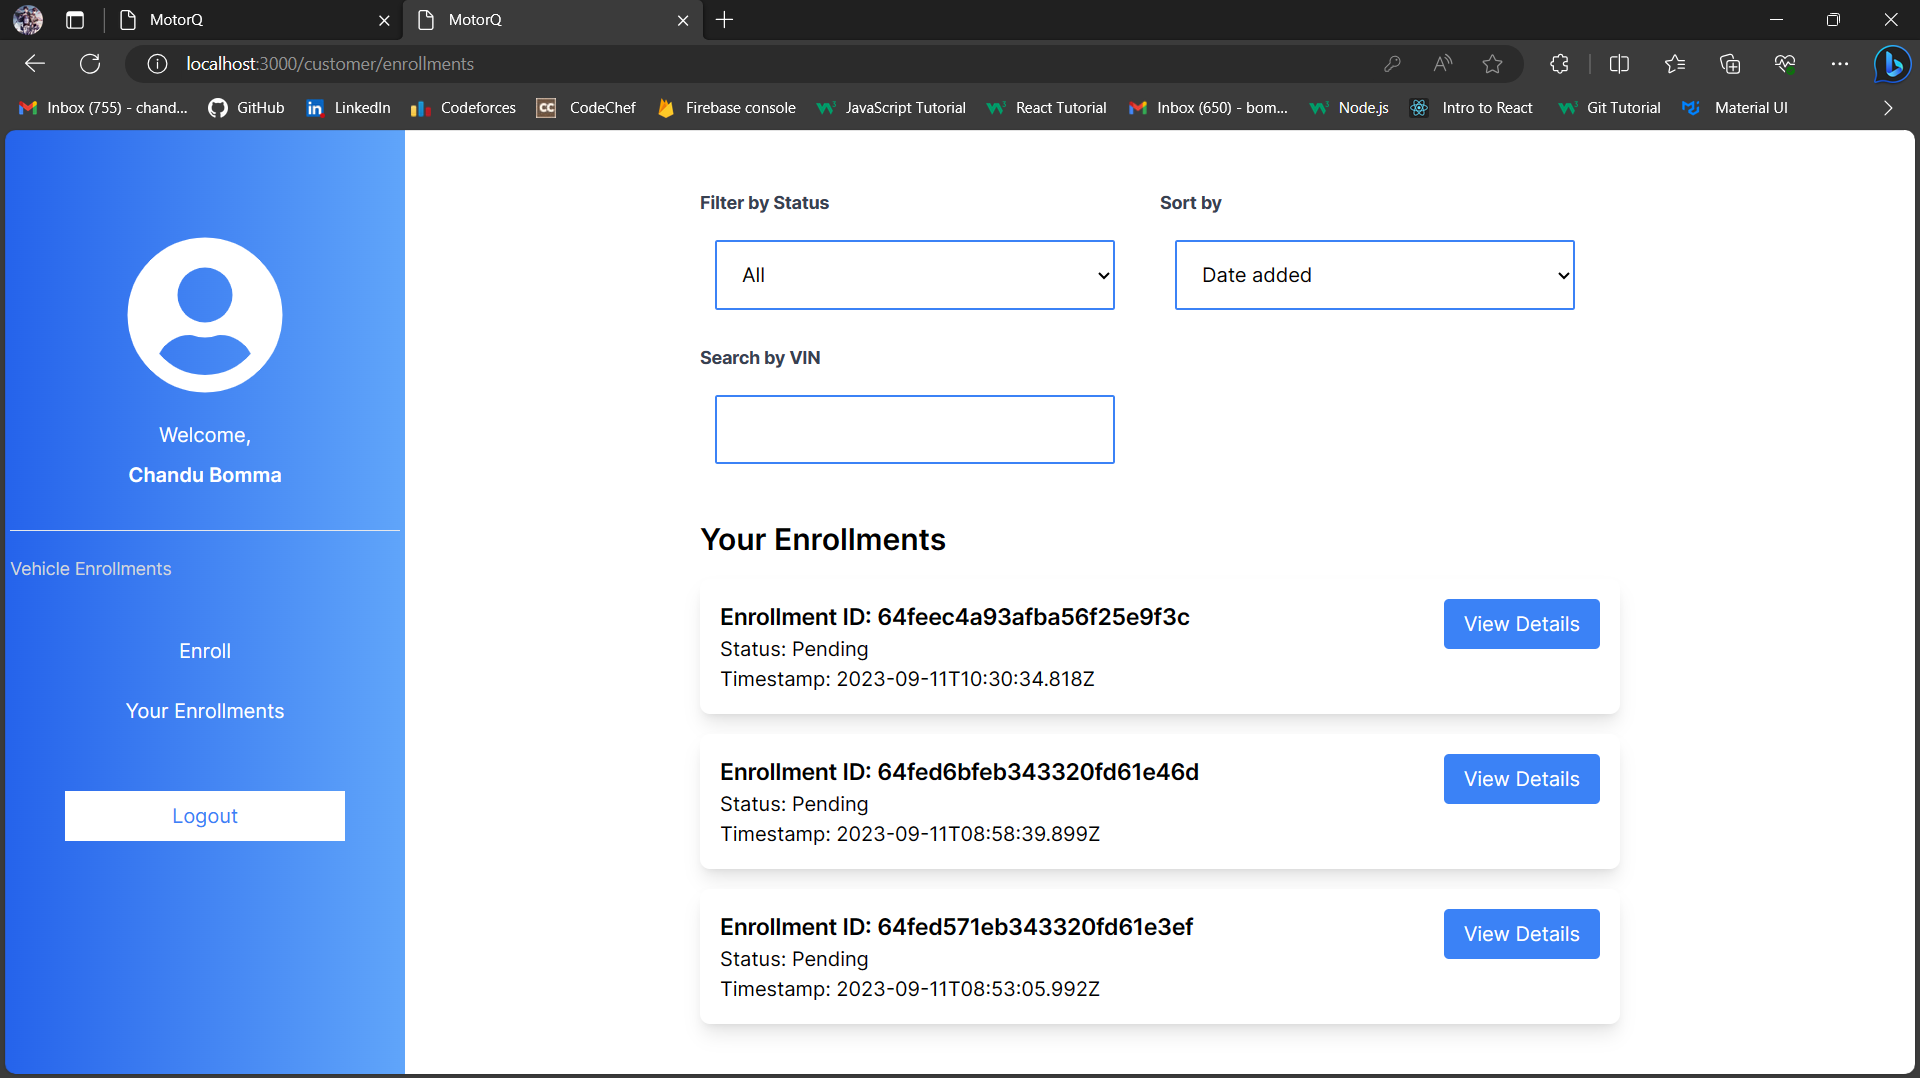 MotorQ
MotorQ
localhost:3000/customer/enrollments
Inbox (755) - chand...
GitHub
LinkedIn
Codeforces
CodeChef
Firebase console
JavaScript Tutorial
React Tutorial
Inbox (650) - bom...
Node.js
Intro to React
Git Tutorial
Material UI
Welcome,
Chandu Bomma
Vehicle Enrollments
Enroll
Your Enrollments
Logout
Filter by Status
Sort by
All
Date added
Search by VIN
Your Enrollments
Enrollment ID: 64feec4a93afba56f25e9f3c
View Details
Status: Pending
Timestamp: 2023-09-11T10:30:34.818Z
Enrollment ID: 64fed6bfeb343320fd61e46d
View Details
Status: Pending
Timestamp: 2023-09-11T08:58:39.899Z
Enrollment ID: 64fed571eb343320fd61e3ef
View Details
Status: Pending
Timestamp: 2023-09-11T08:53:05.992Z